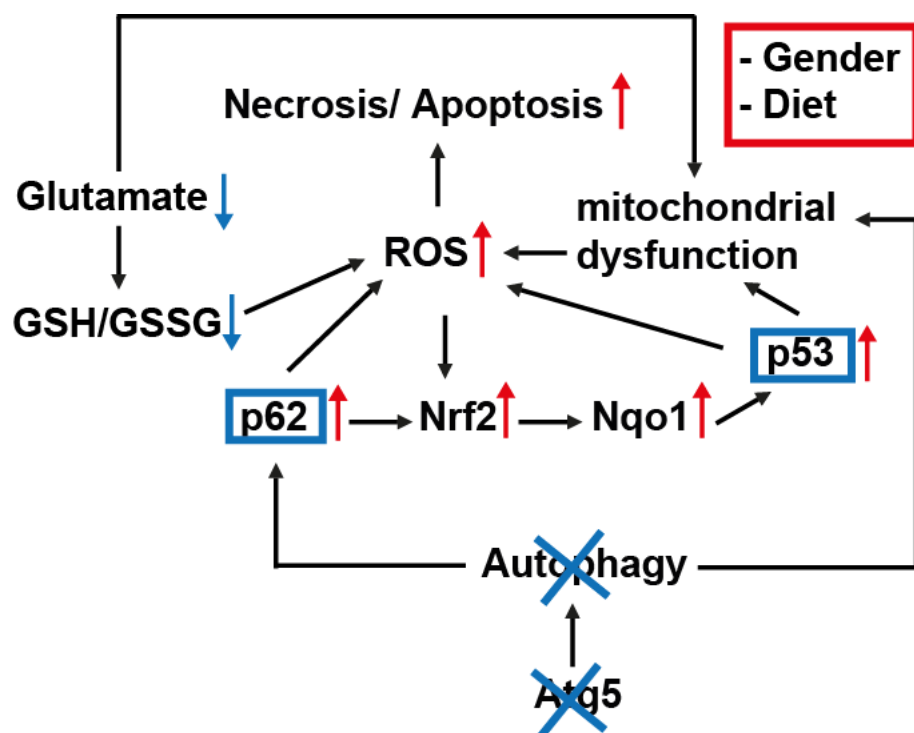 - Gender
- Diet
Necrosis/ Apoptosis
Glutamate
mitochondrial
dysfunction
ROS
GSH/GSSG
p53
p62
Nrf2
Nqo1
Autophagy
Atg5